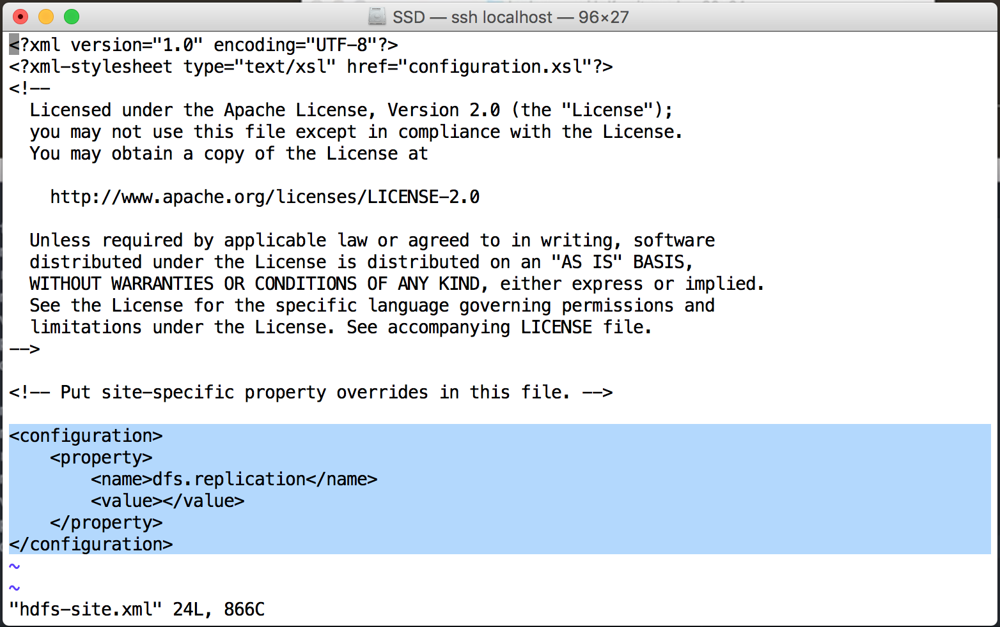 SSD — ssh localhost — 96×27
<?xml version="1.0" encoding="UTF-8"?>
<?xml-stylesheet type="text/xsl" href="configuration.xsl"?>
<!--
  Licensed under the Apache License, Version 2.0 (the "License");
  you may not use this file except in compliance with the License.
  You may obtain a copy of the License at

    http://www.apache.org/licenses/LICENSE-2.0

  Unless required by applicable law or agreed to in writing, software
  distributed under the License is distributed on an "AS IS" BASIS,
  WITHOUT WARRANTIES OR CONDITIONS OF ANY KIND, either express or implied.
  See the License for the specific language governing permissions and
  limitations under the License. See accompanying LICENSE file.
-->

<!-- Put site-specific property overrides in this file. -->

<configuration>
    <property>
        <name>dfs.replication</name>
        <value></value>
    </property>
</configuration>
~
~
"hdfs-site.xml" 24L, 866C